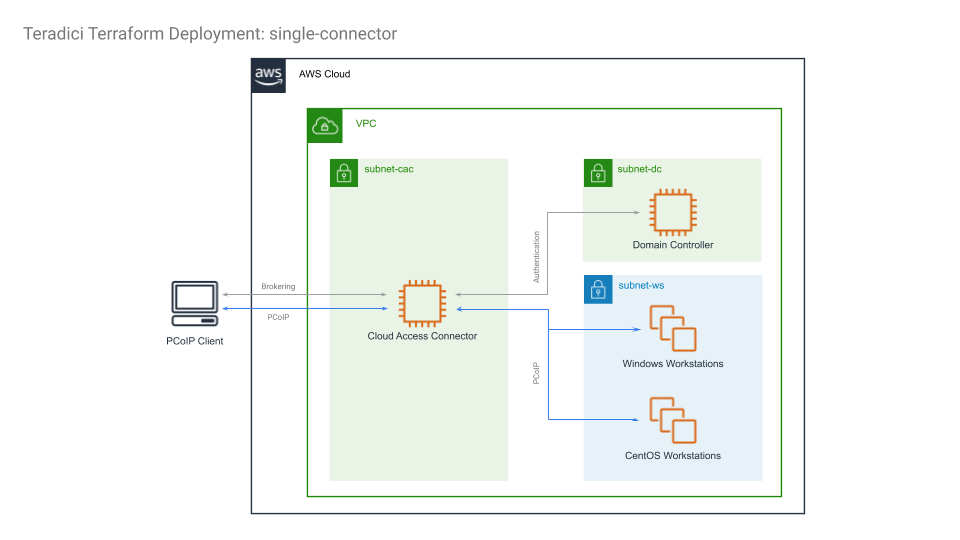 Teradici Terraform Deployment: single-connector
aws
AWS Cloud
VPC
subnet-cac
subnet-dc
Domain Controller
Authentication
subnet-ws
Brokering
PCoIP
PCoIP Client
Cloud Access Connector
Windows Workstations
PCoIP
CentOS Workstations